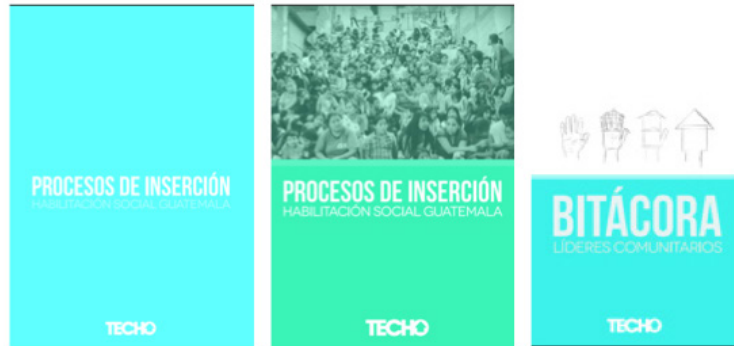 PROCESOS DE INSERCIÓN
HABILITACIÓN SOCIAL GUATEMALA
TECHO
PROCESOS DE INSERCIÓN
HABILITACIÓN SOCIAL GUATEMALA
TECHO
BITÁCORA
LÍDERES COMUNITARIOS
TECHO